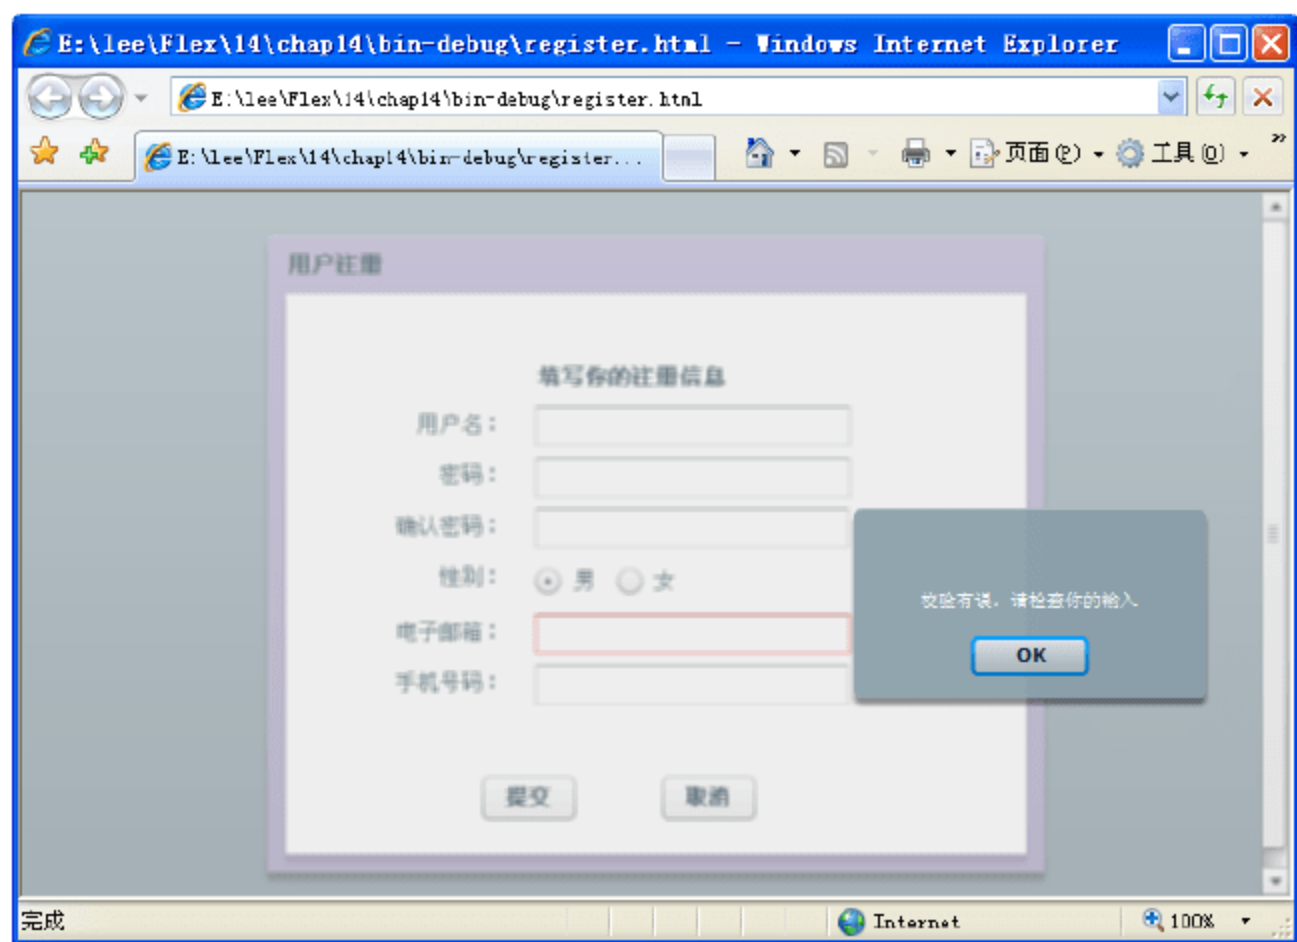 E:\lee\Flex\14\chap14\bin-debug\register.html - Windows Internet Explorer
E:\lee\Flex\14\chap14\bin-debug\register.html
E:\lee\Flex\14\chap14\bin-debug\register...
页面(P)
工具(O)
»
用户注册
填写你的注册信息
用户名：
密码：
确认密码：
性别：
男
女
电子邮箱：
手机号码：
校验有误，请检查你的输入
OK
提交
取消
完成
Internet
100%